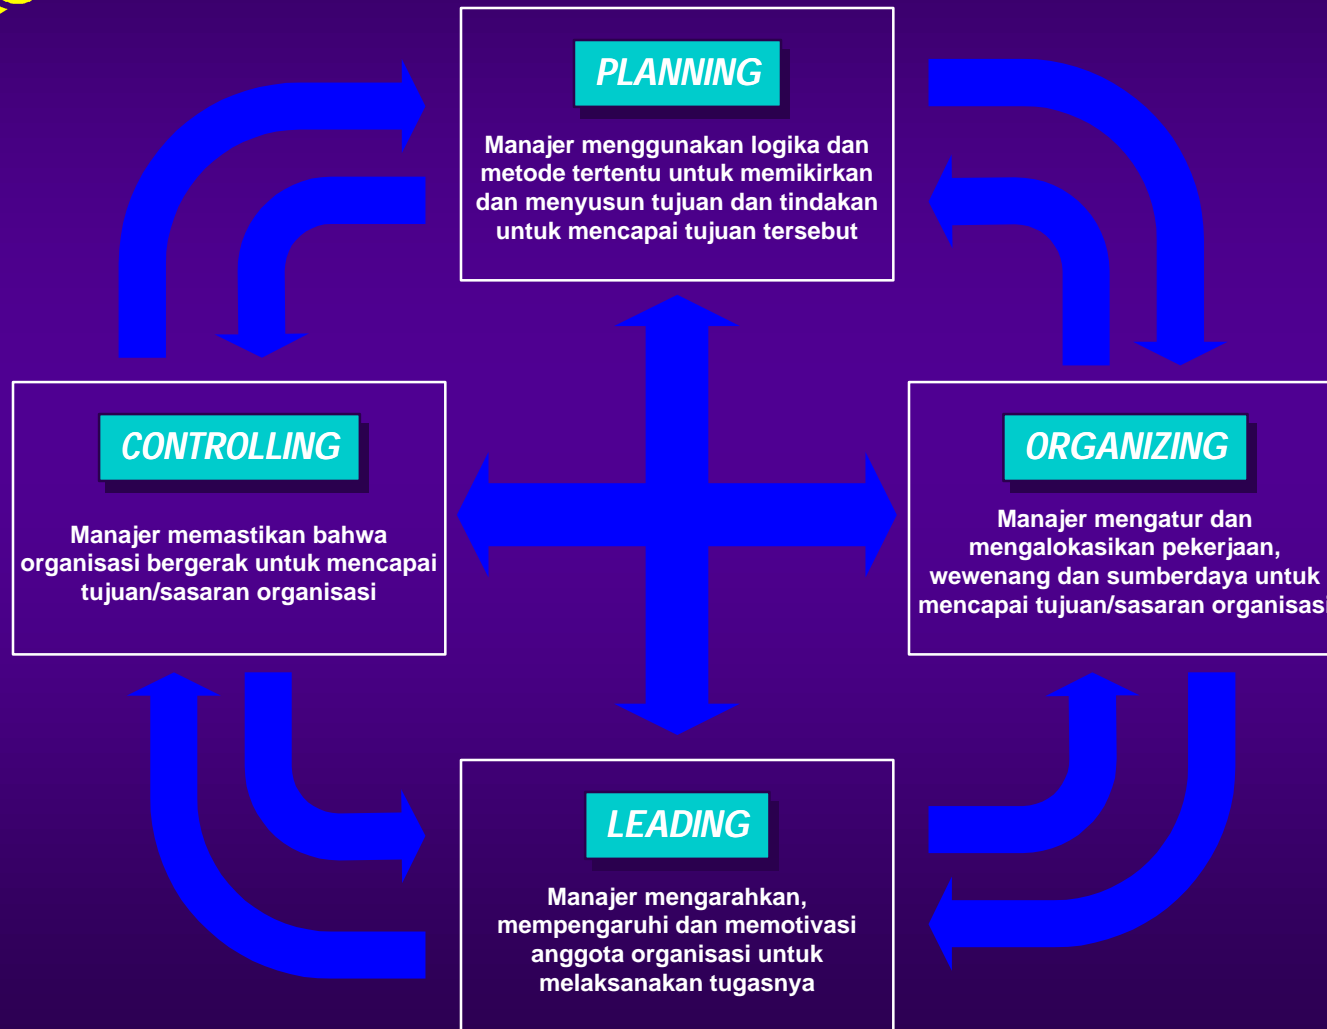 PLANNING
Manajer menggunakan logika dan
metode tertentu untuk memikirkan
dan menyusun tujuan dan tindakan
untuk mencapai tujuan tersebut
CONTROLLING
Manajer memastikan bahwa
organisasi bergerak untuk mencapai
tujuan/sasaran organisasi
ORGANIZING
Manajer mengatur dan
mengalokasikan pekerjaan,
wewenang dan sumberdaya untuk
mencapai tujuan/sasaran organisasi
LEADING
Manajer mengarahkan,
mempengaruhi dan memotivasi
anggota organisasi untuk
melaksanakan tugasnya